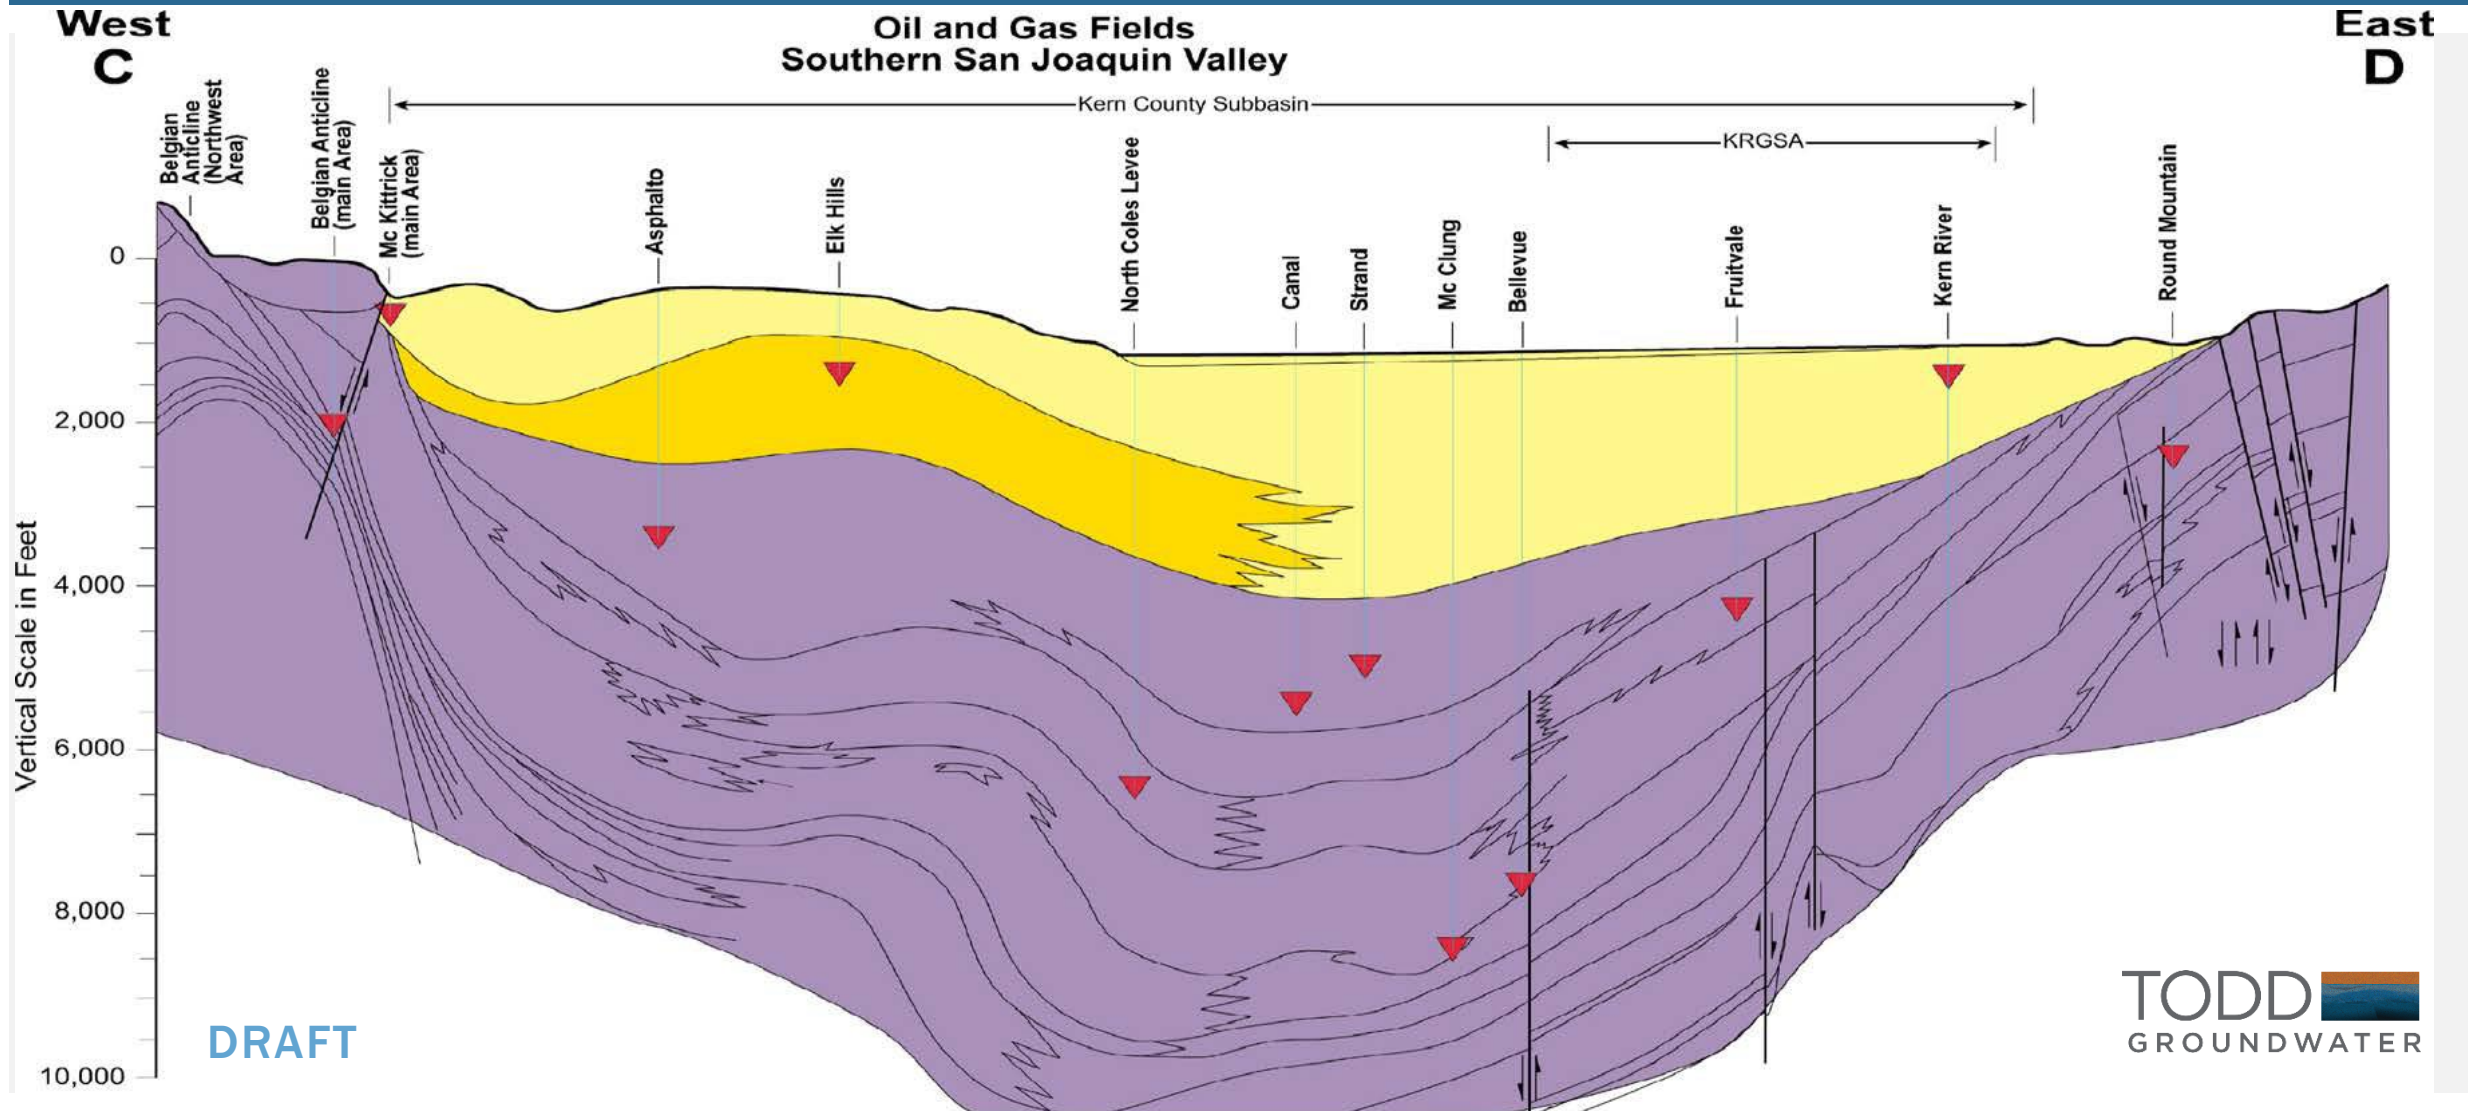 West
C
Oil and Gas Fields
Southern San Joaquin Valley
East
D
Kern County Subbasin
KRGSA
Belgian
Anticline
(Northwest
Area)
Belgian Anticline
(main Area)
Mc Kittrick
(main Area)
Asphalto
Elk Hills
North Coles Levee
Canal
Strand
Mc Clung
Bellevue
Fruitvale
Kern River
Round Mountain
Vertical Scale in Feet
0
2,000
4,000
6,000
8,000
10,000
DRAFT
TODD
GROUNDWATER